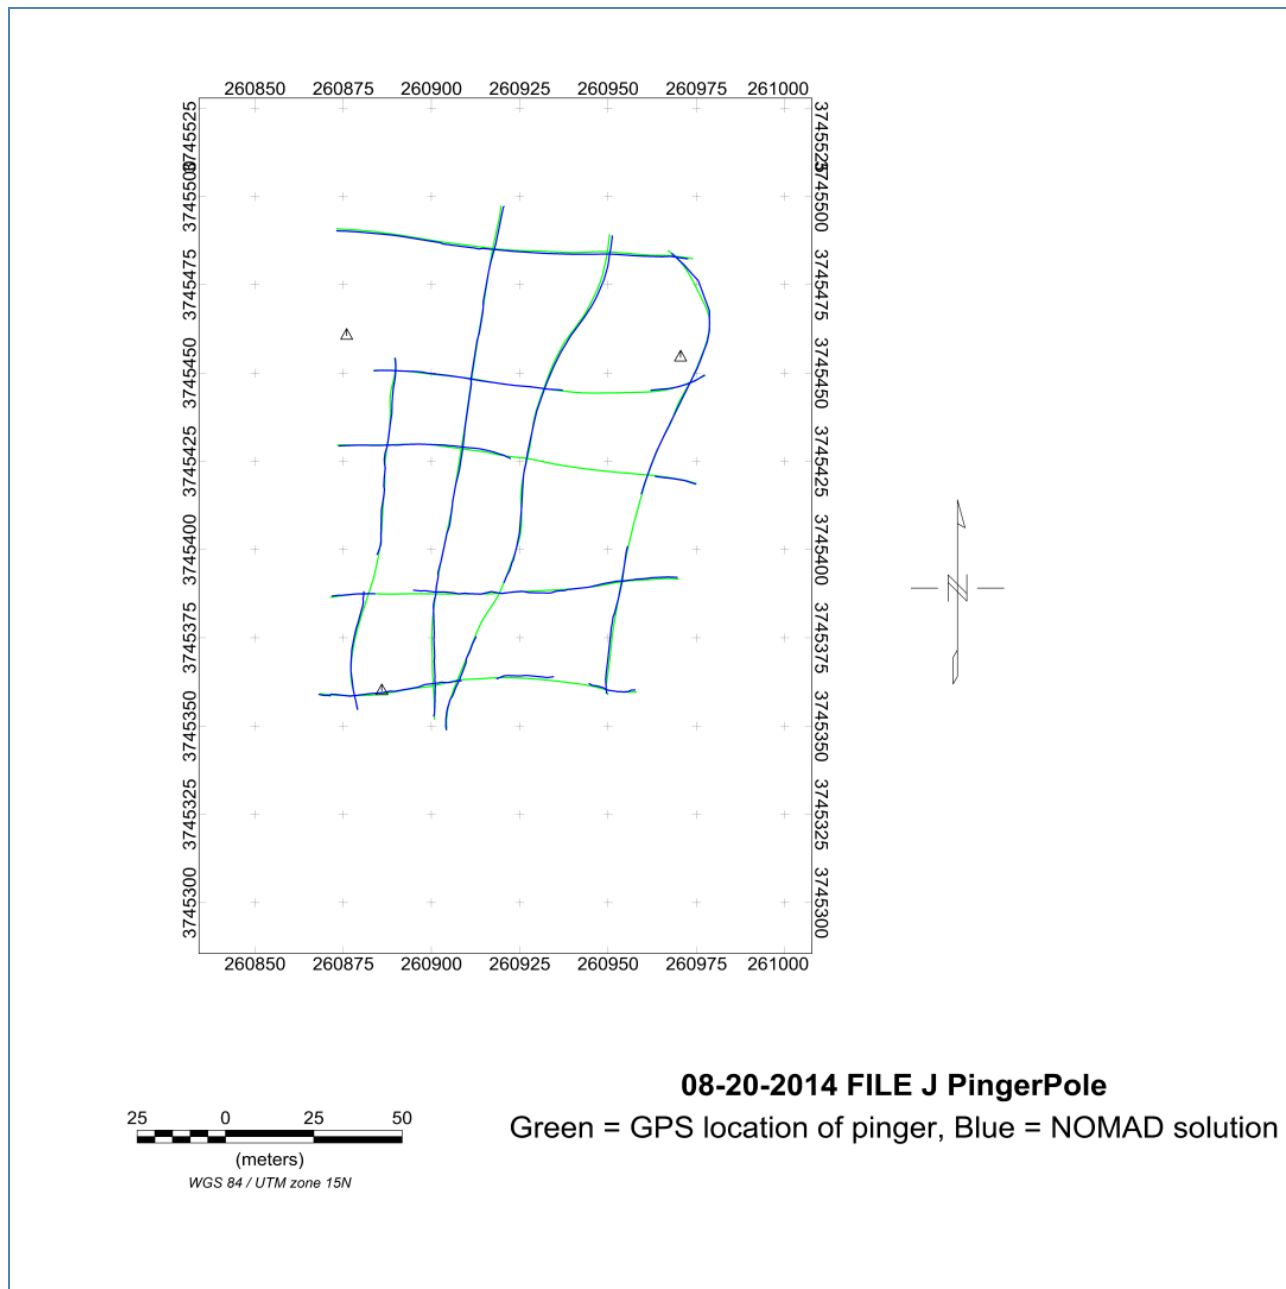 260850 260875 260900 260925 260950 260975 261000
3745525
3745500
3745475
3745450
3745425
3745400
3745375
3745350
3745325
3745300
3745525
3745500
3745475
3745450
3745425
3745400
3745375
3745350
3745325
3745300
260850 260875 260900 260925 260950 260975 261000
N
08-20-2014 FILE J PingerPole
Green = GPS location of pinger, Blue = NOMAD solution
25 0 25 50
(meters)
WGS 84 / UTM zone 15N